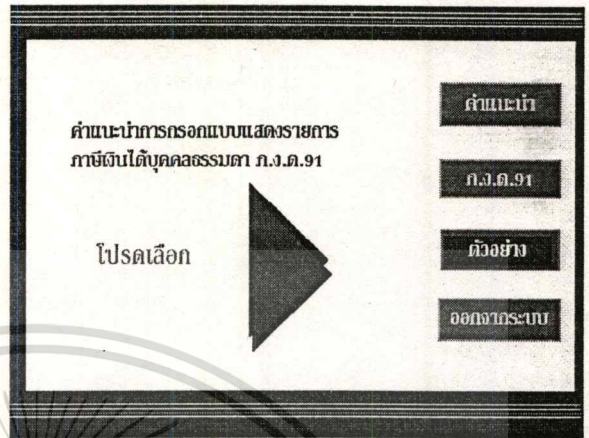 คำแนะนำการกรอกแบบแสดงรายการ
ภาษีเงินได้บุคคลธรรมดา ภ.ง.ด.91
โปรดเลือก
คำแนะนำ
ภ.ง.ด.91
ตัวอย่าง
ออกจากระบบ